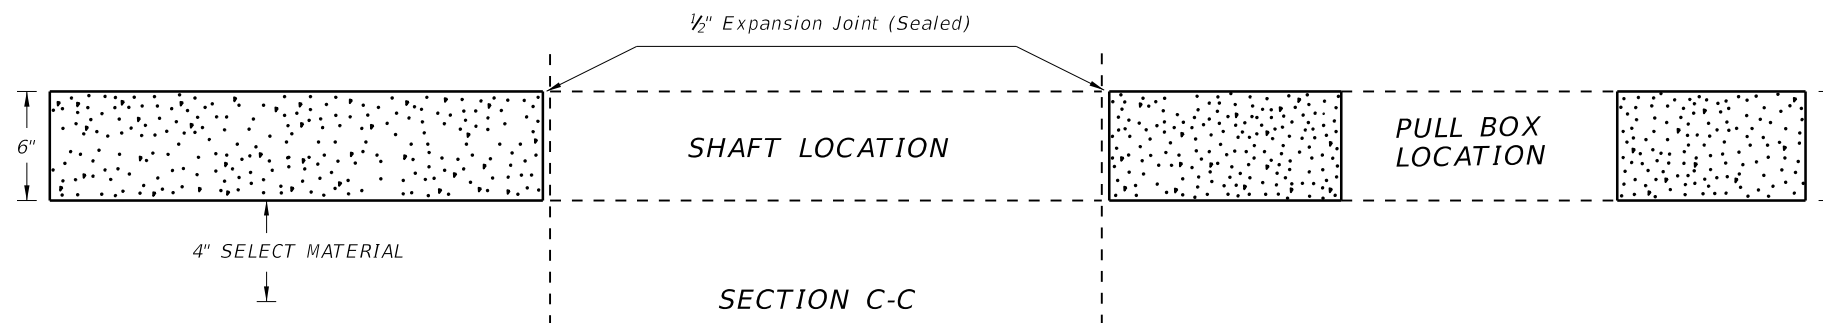 ½" Expansion Joint (Sealed)
6"
SHAFT LOCATION
PULL BOX
LOCATION
4" SELECT MATERIAL
SECTION C-C